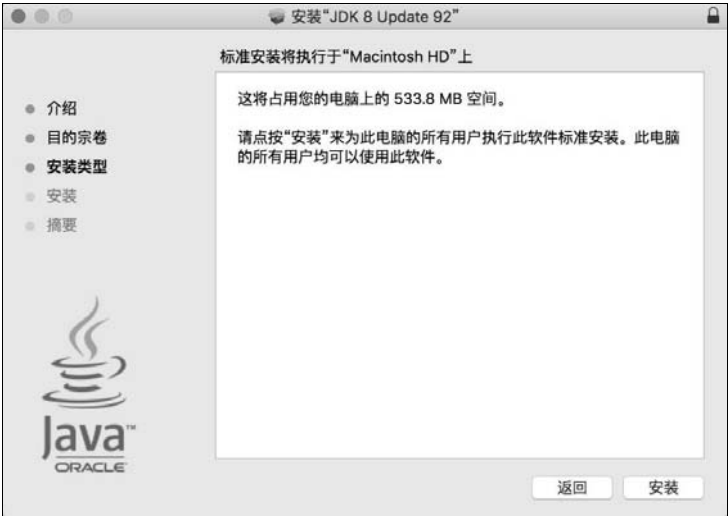 安装“JDK 8 Update 92”
标准安装将执行于“Macintosh HD”上
介绍
目的宗卷
安装类型
安装
摘要
这将占用您的电脑上的 533.8 MB 空间。
请点按“安装”来为此电脑的所有用户执行此软件标准安装。此电脑
的所有用户均可以使用此软件。
Java™
ORACLE
返回
安装